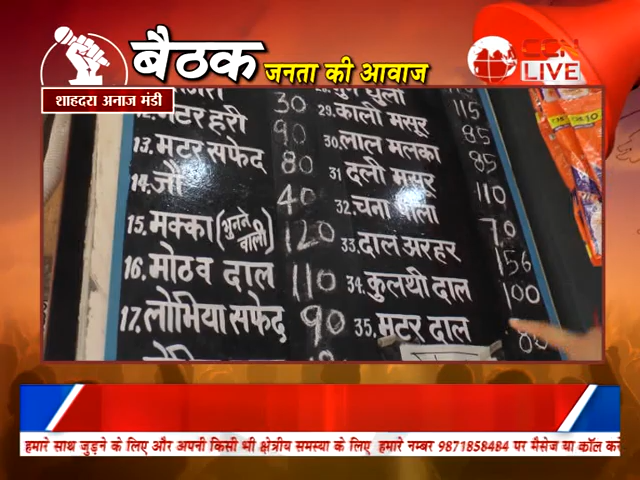 बैठक
जनता की आवाज
LIVE
शाहदरा अनाज मंडी
30
मटर हरी 90
13. मटर सफेद 80
14. जौ 40
15. मक्का (भुनने वाली) 120
16. मोठ व दाल 110
17. लोभिया सफेद 90
धुली 115
29. काली मसूर 85
30. लाल मलका 85
31 दली मसूर 110
32. चना 70
33. दाल अरहर 156
34. कुलथी दाल 100
35. मटर दाल 80
हमारे साथ जुड़ने के लिए और अपनी किसी भी क्षेत्रीय समस्या के लिए हमारे नम्बर 9871858484 पर मैसेज या कॉल करे